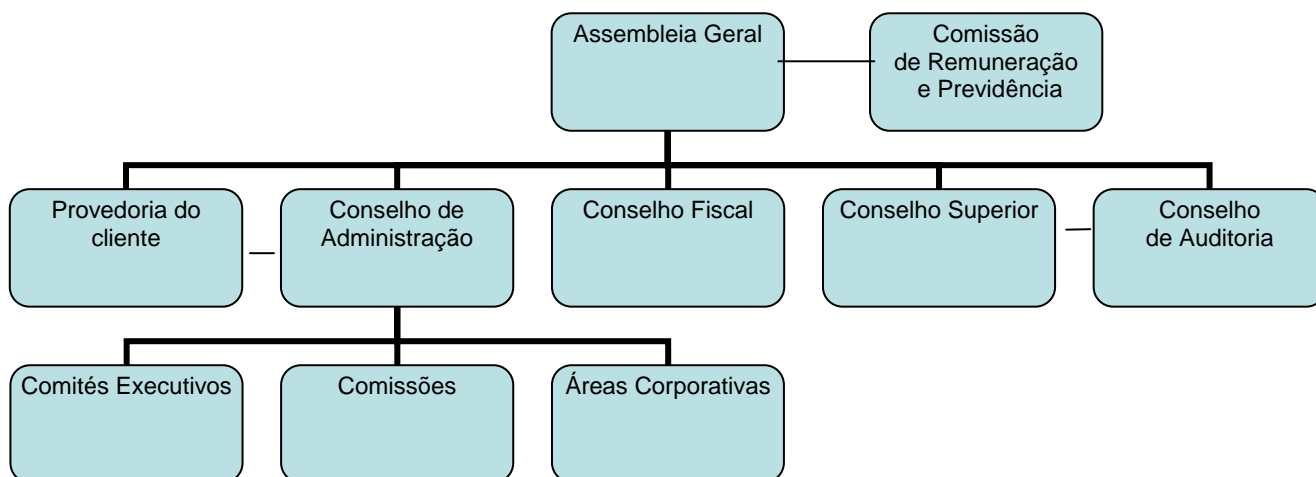 Assembleia Geral
Comissão
de Remuneração
e Previdência
Provedoria do
cliente
Conselho de
Administração
Conselho Fiscal
Conselho Superior
Conselho
de Auditoria
Comités Executivos
Comissões
Áreas Corporativas